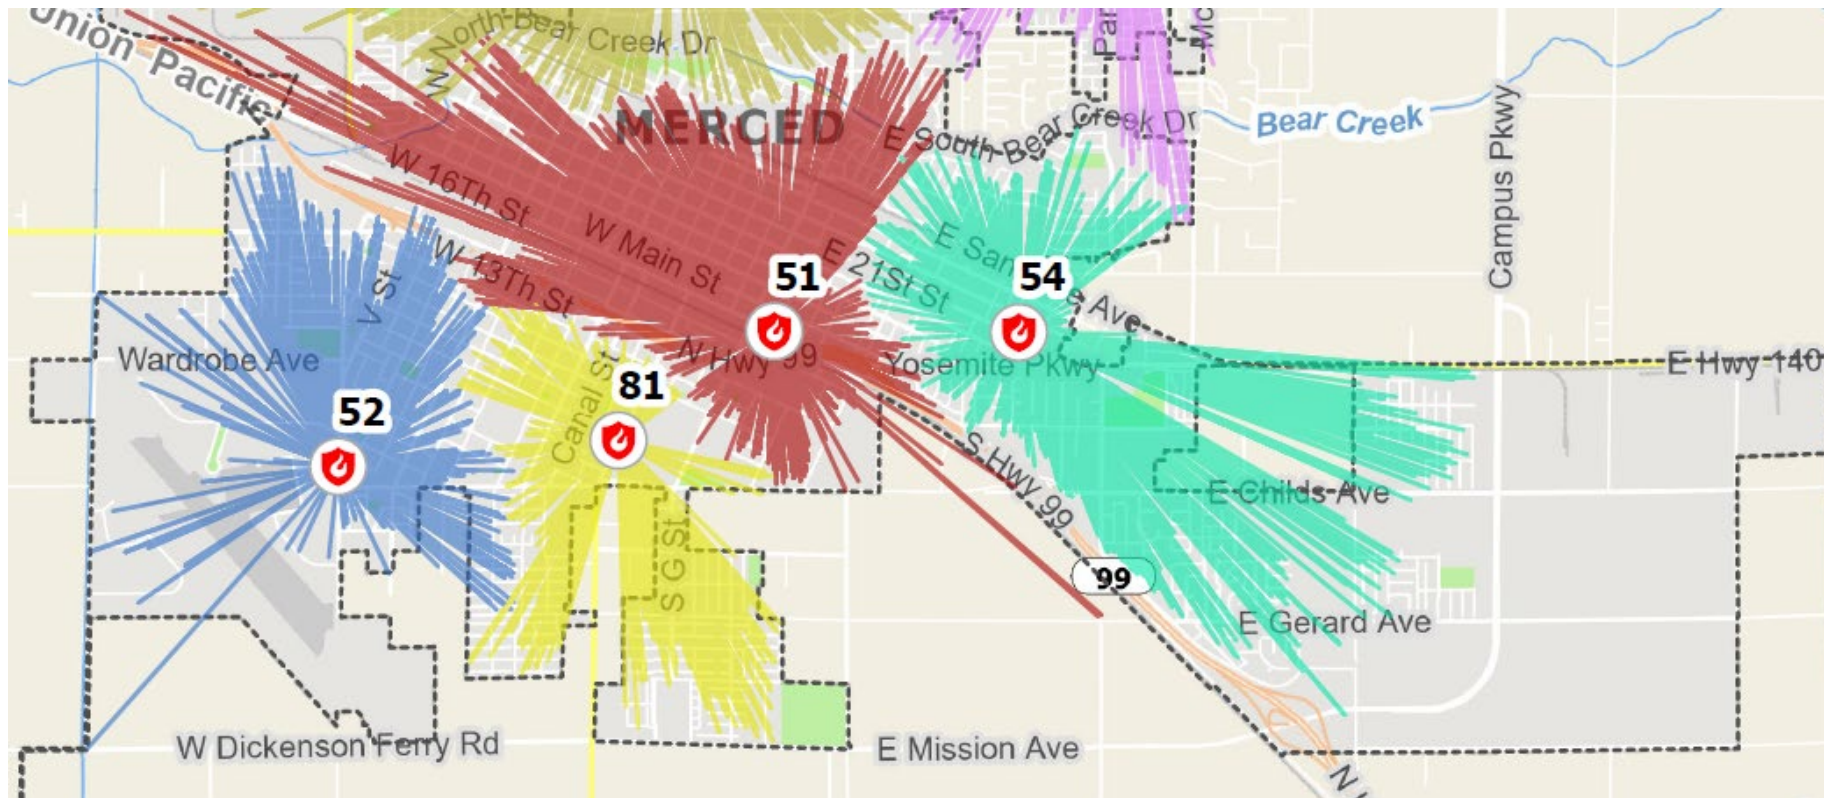 Union Pacific
W North Bear Creek Dr
MERCED
E South Bear Creek Dr
Bear Creek
Campus Pkwy
W 16Th St
W Main St
W 13Th St
E 21St St
51
54
V St
N Hwy 99
Yosemite Pkwy
E Hwy 140
Wardrobe Ave
81
52
Canal St
S Hwy 99
E Childs Ave
S G St
99
E Gerard Ave
W Dickenson Ferry Rd
E Mission Ave